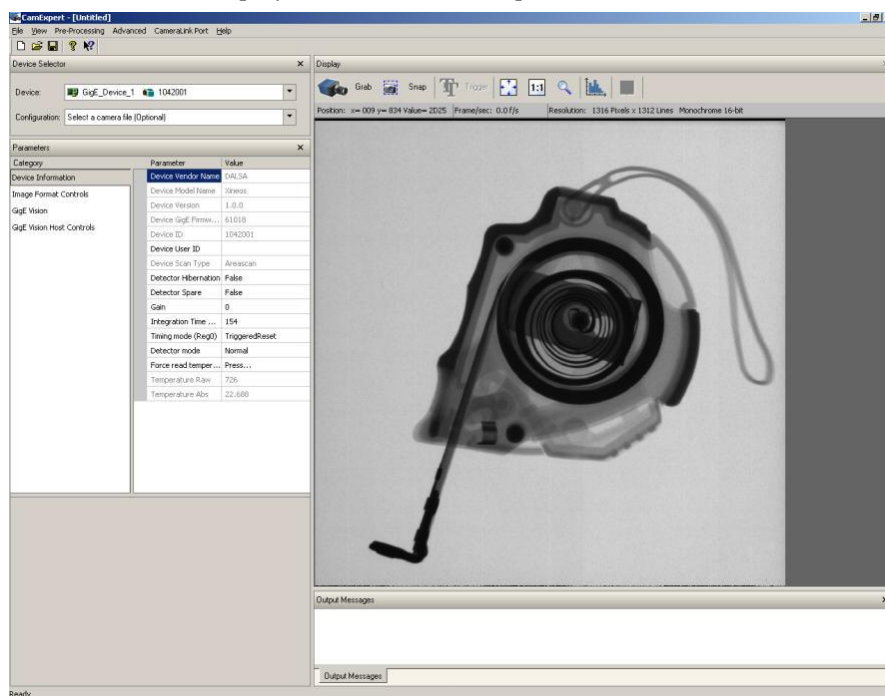 CamExpert - [Untitled]
File View Pre-Processing Advanced CameraLink Port Help
Device Selector
Device: GigE_Device_1 1042001
Configuration: Select a camera file (Optional)
Parameters
Category
Device Information
Image Format Controls
GigE Vision
GigE Vision Host Controls
Parameter Value
Device Vendor Name DALSA
Device Model Name Xineos
Device Version 1.0.0
Device GigE Firmw... 61010
Device ID 1042001
Device User ID
Device Scan Type Areascan
Detector Hibernation False
Detector Spare False
Gain 0
Integration Time ... 154
Timing mode (Reg0) TriggeredReset
Detector mode Normal
Force read temper... Press...
Temperature Raw 726
Temperature Abs 22.688
Display
Grab Snap Trigger 1:1
Position: x= 009 y= 834 Value= 2D25 Frame/sec: 0.0 f/s Resolution: 1316 Pixels x 1312 Lines Monochrome 16-bit
Output Messages
Output Messages
Ready